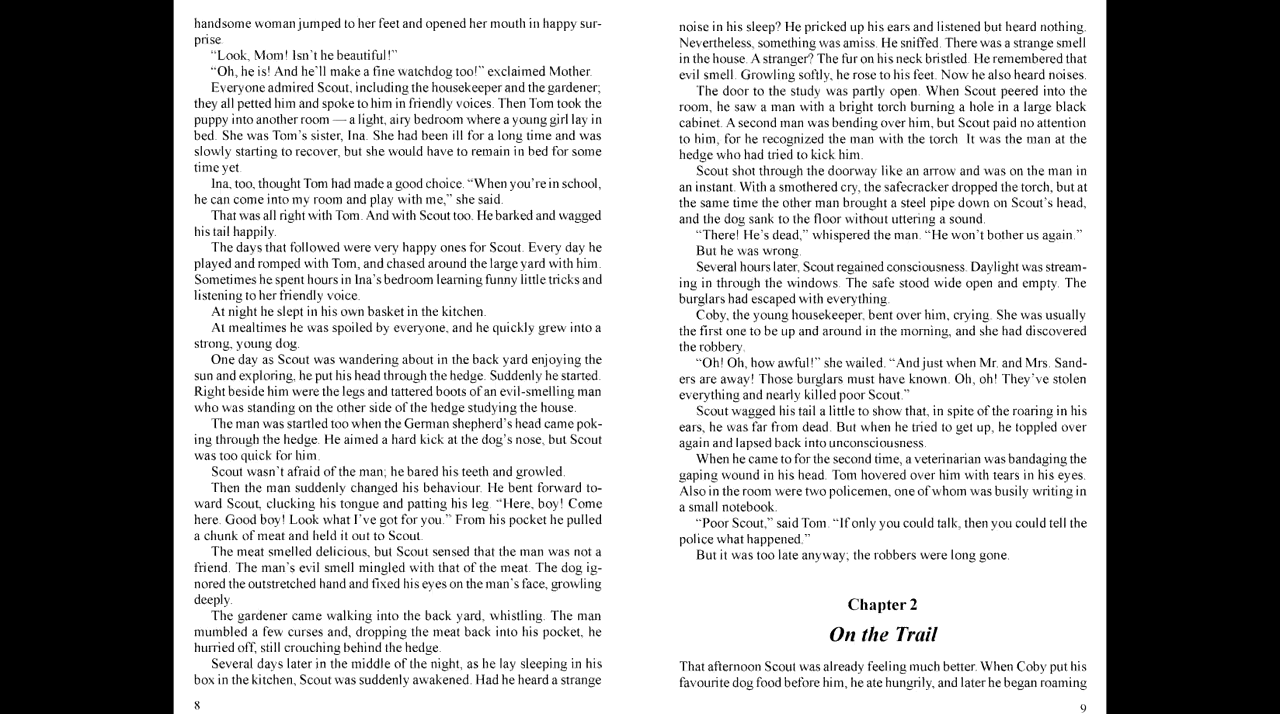 handsome woman jumped to her feet and opened her mouth in happy sur-
prise.
“Look, Mom! Isn’t he beautiful!”
“Oh, he is! And he’ll make a fine watchdog too!” exclaimed Mother.
Everyone admired Scout, including the housekeeper and the gardener;
they all petted him and spoke to him in friendly voices. Then Tom took the
puppy into another room — a light, airy bedroom where a young girl lay in
bed. She was Tom’s sister, Ina. She had been ill for a long time and was
slowly starting to recover, but she would have to remain in bed for some
time yet.
Ina, too, thought Tom had made a good choice. “When you’re in school,
he can come into my room and play with me,” she said.
That was all right with Tom. And with Scout too. He barked and wagged
his tail happily.
The days that followed were very happy ones for Scout. Every day he
played and romped with Tom, and chased around the large yard with him.
Sometimes he spent hours in Ina’s bedroom learning funny little tricks and
listening to her friendly voice.
At night he slept in his own basket in the kitchen.
At mealtimes he was spoiled by everyone, and he quickly grew into a
strong, young dog.
One day as Scout was wandering about in the back yard enjoying the
sun and exploring, he put his head through the hedge. Suddenly he started.
Right beside him were the legs and tattered boots of an evil-smelling man
who was standing on the other side of the hedge studying the house.
The man was startled too when the German shepherd’s head came pok-
ing through the hedge. He aimed a hard kick at the dog’s nose, but Scout
was too quick for him.
Scout wasn’t afraid of the man; he bared his teeth and growled.
Then the man suddenly changed his behaviour. He bent forward to-
ward Scout, clucking his tongue and patting his leg. “Here, boy! Come
here. Good boy! Look what I’ve got for you.” From his pocket he pulled
a chunk of meat and held it out to Scout.
The meat smelled delicious, but Scout sensed that the man was not a
friend. The man’s evil smell mingled with that of the meat. The dog ig-
nored the outstretched hand and fixed his eyes on the man’s face, growling
deeply.
The gardener came walking into the back yard, whistling. The man
mumbled a few curses and, dropping the meat back into his pocket, he
hurried off, still crouching behind the hedge.
Several days later in the middle of the night, as he lay sleeping in his
box in the kitchen, Scout was suddenly awakened. Had he heard a strange
8
noise in his sleep? He pricked up his ears and listened but heard nothing.
Nevertheless, something was amiss. He sniffed. There was a strange smell
in the house. A stranger? The fur on his neck bristled. He remembered that
evil smell. Growling softly, he rose to his feet. Now he also heard noises.
The door to the study was partly open. When Scout peered into the
room, he saw a man with a bright torch burning a hole in a large black
cabinet. A second man was bending over him, but Scout paid no attention
to him, for he recognized the man with the torch. It was the man at the
hedge who had tried to kick him.
Scout shot through the doorway like an arrow and was on the man in
an instant. With a smothered cry, the safecracker dropped the torch, but at
the same time the other man brought a steel pipe down on Scout’s head,
and the dog sank to the floor without uttering a sound.
“There! He’s dead,” whispered the man. “He won’t bother us again.”
But he was wrong.
Several hours later, Scout regained consciousness. Daylight was stream-
ing in through the windows. The safe stood wide open and empty. The
burglars had escaped with everything.
Coby, the young housekeeper, bent over him, crying. She was usually
the first one to be up and around in the morning, and she had discovered
the robbery.
“Oh! Oh, how awful!” she wailed. “And just when Mr. and Mrs. Sand-
ers are away! Those burglars must have known. Oh, oh! They’ve stolen
everything and nearly killed poor Scout.”
Scout wagged his tail a little to show that, in spite of the roaring in his
ears, he was far from dead. But when he tried to get up, he toppled over
again and lapsed back into unconsciousness.
When he came to for the second time, a veterinarian was bandaging the
gaping wound in his head. Tom hovered over him with tears in his eyes.
Also in the room were two policemen, one of whom was busily writing in
a small notebook.
“Poor Scout,” said Tom. “If only you could talk, then you could tell the
police what happened.”
But it was too late anyway; the robbers were long gone.
Chapter 2
On the Trail
That afternoon Scout was already feeling much better. When Coby put his
favourite dog food before him, he ate hungrily, and later he began roaming
9